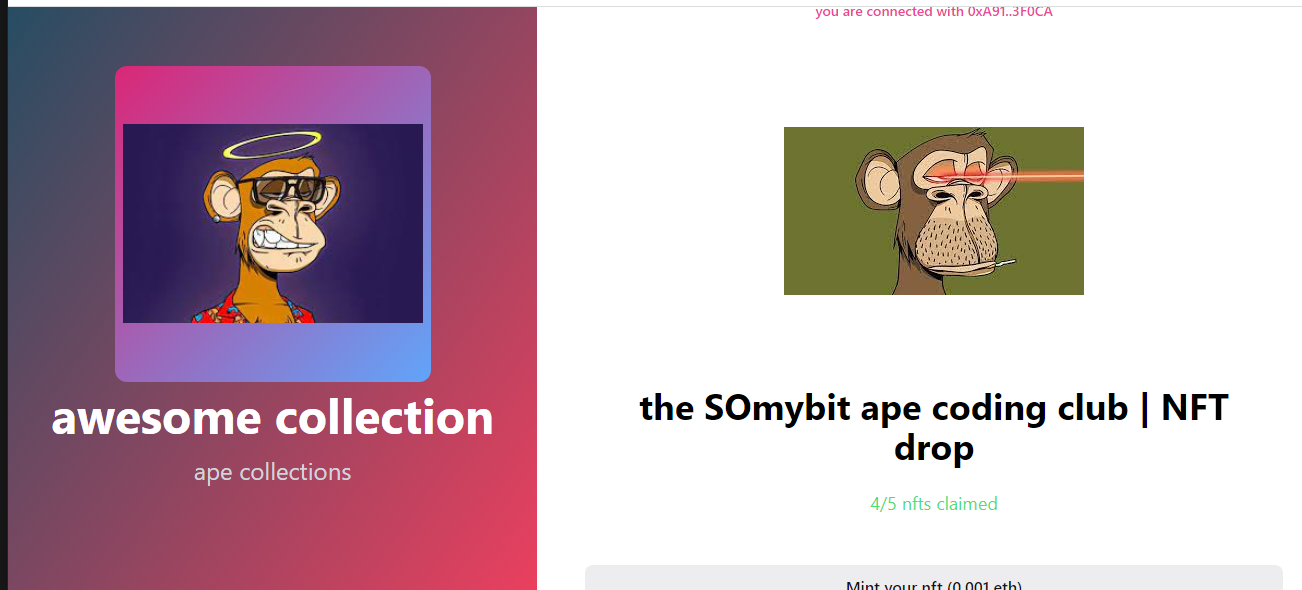 you are connected with 0xA91..3F0CA
awesome collection
ape collections
the SOmybit ape coding club | NFT
drop
4/5 nfts claimed
Mint your nft (0.001 eth)